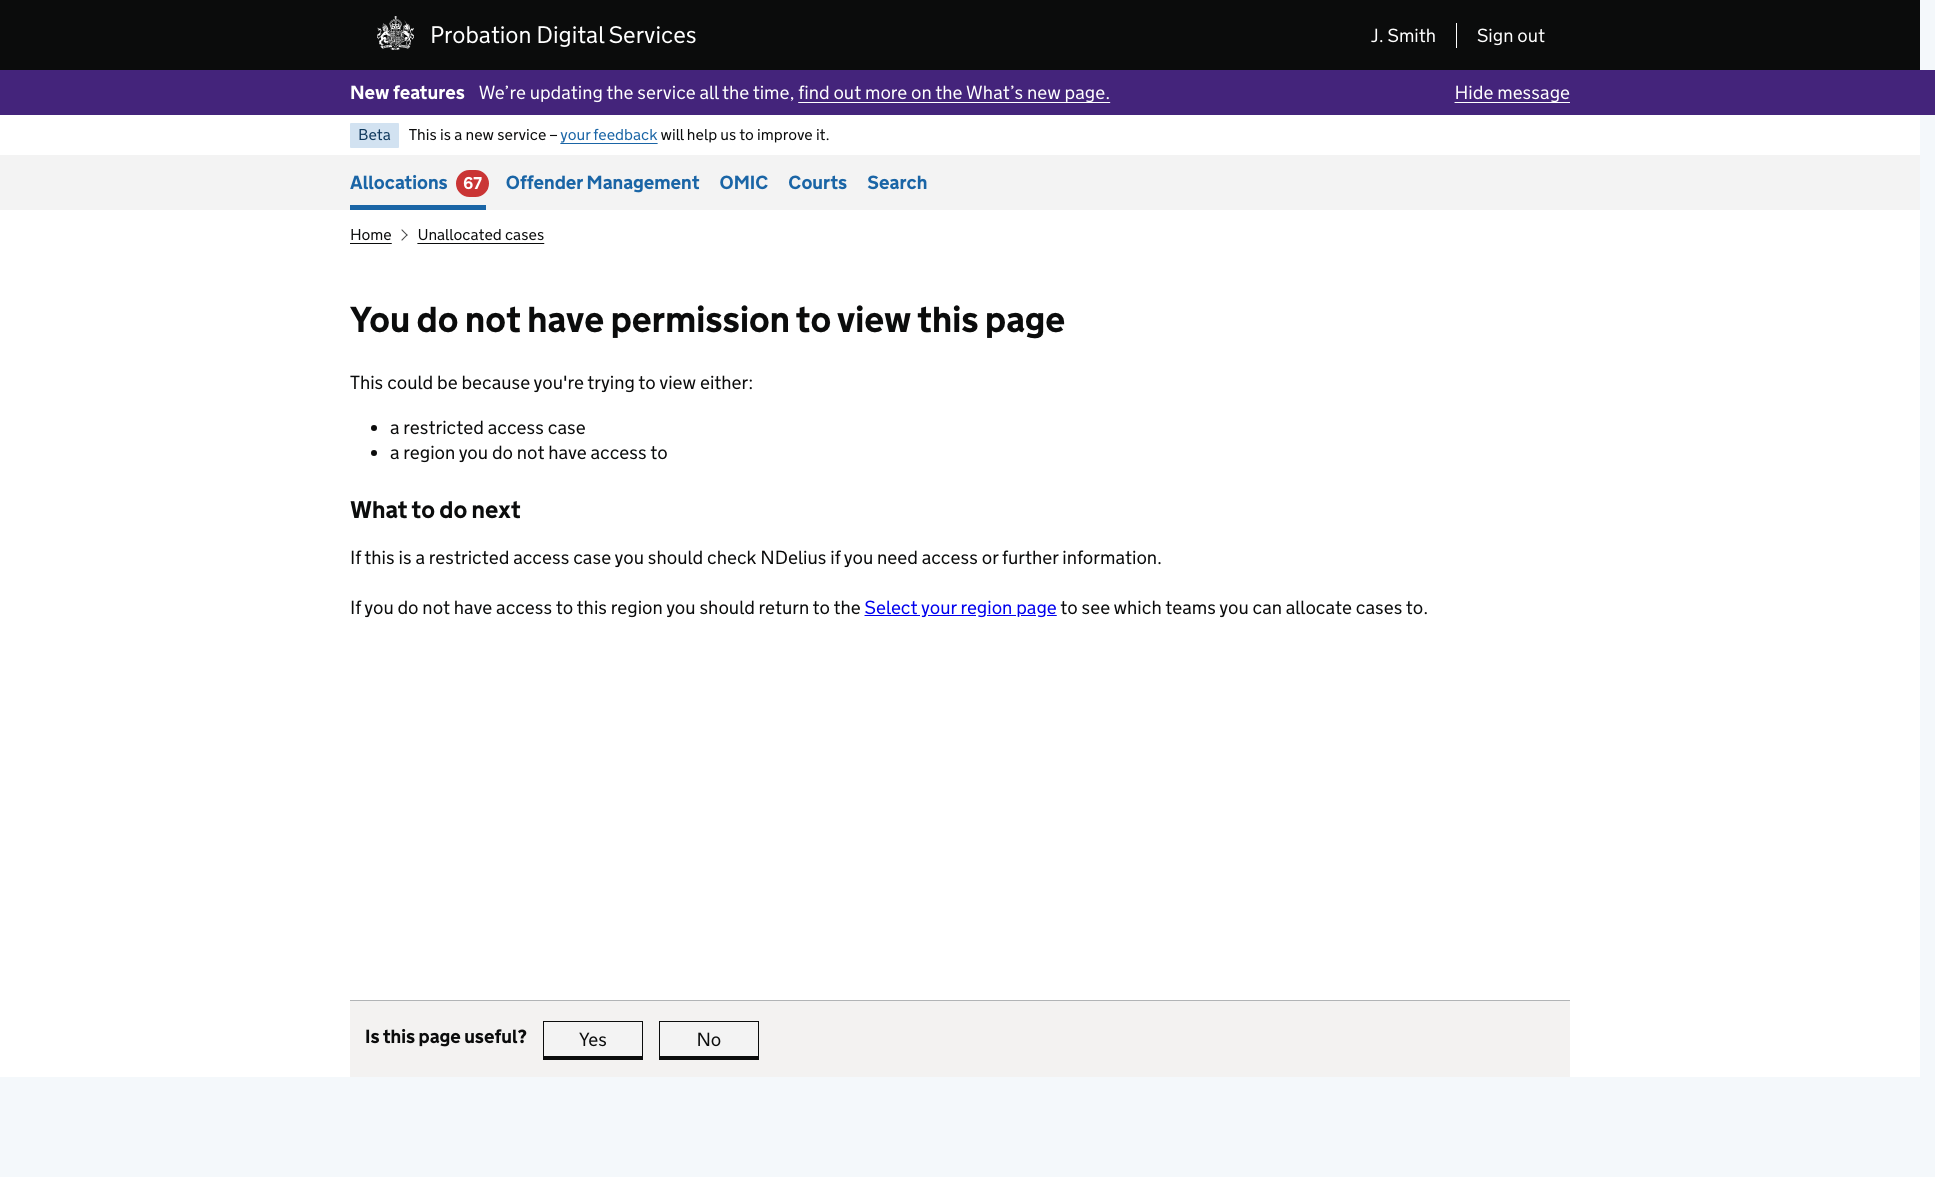 Probation Digital Services
J. Smith
Sign out
New features We’re updating the service all the time, find out more on the What’s new page.
Hide message
Beta This is a new service – your feedback will help us to improve it.
Allocations 67 Offender Management OMIC Courts Search
Home Unallocated cases
You do not have permission to view this page
This could be because you're trying to view either:
• a restricted access case
• a region you do not have access to
What to do next
If this is a restricted access case you should check NDelius if you need access or further information.
If you do not have access to this region you should return to the Select your region page to see which teams you can allocate cases to.
Is this page useful? Yes No